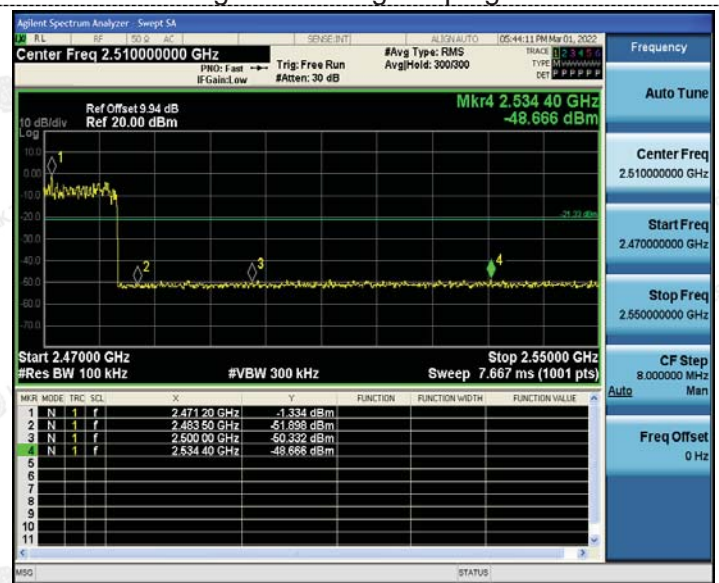 Agilent Spectrum Analyzer - Swept SA
RL RF 50 Ω AC SENSE:INT ALIGNAUTO 05:44:11 PM Mar 01, 2022
Center Freq 2.510000000 GHz
PNO: Fast
IFGain:Low
Trig: Free Run
#Atten: 30 dB
#Avg Type: RMS
Avg|Hold: 300/300
TRACE 1 2 3 4 5 6
TYPE M
DET P P P P P P
Frequency
Mkr4 2.534 40 GHz
-48.666 dBm
Ref Offset 9.94 dB
10 dB/div Ref 20.00 dBm
Log
10.0
0.00
-10.0
-20.0
-30.0
-40.0
-50.0
-60.0
-70.0
1
2
3
4
-21.33 dBm
Start 2.47000 GHz Stop 2.55000 GHz
#Res BW 100 kHz #VBW 300 kHz Sweep 7.667 ms (1001 pts)
MKR MODE TRC SCL X Y FUNCTION FUNCTION WIDTH FUNCTION VALUE
1 N 1 f 2.471 20 GHz -1.334 dBm
2 N 1 f 2.483 50 GHz -51.898 dBm
3 N 1 f 2.500 00 GHz -50.332 dBm
4 N 1 f 2.534 40 GHz -48.666 dBm
5
6
7
8
9
10
11
MSG STATUS
Auto Tune
Center Freq
2.510000000 GHz
Start Freq
2.470000000 GHz
Stop Freq
2.550000000 GHz
CF Step
8.000000 MHz
Auto Man
Freq Offset
0 Hz